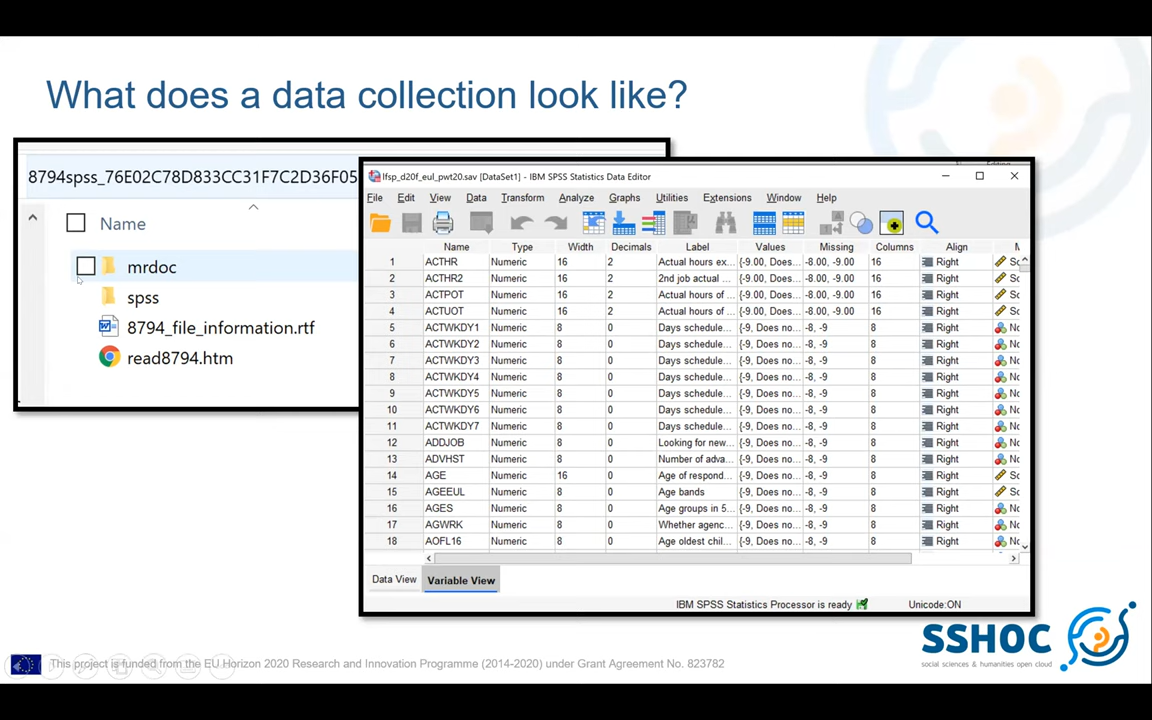 What does a data collection look like?
8794spss_76E02C78D833CC31F7C2D36F05
Name
mrdoc
spss
8794_file_information.rtf
read8794.htm
lfsp_d20f_eul_pwt20.sav [DataSet1] - IBM SPSS Statistics Data Editor
File Edit View Data Transform Analyze Graphs Utilities Extensions Window Help
Name Type Width Decimals Label Values Missing Columns Align
1 ACTHR Numeric 16 2 Actual hours ex... {-9.00, Does... -8.00, -9.00 16 Right Sc
2 ACTHR2 Numeric 16 2 2nd job actual ... {-9.00, Does... -8.00, -9.00 16 Right Sc
3 ACTPOT Numeric 16 2 Actual hours of ... {-9.00, Does... -8.00, -9.00 16 Right Sc
4 ACTUOT Numeric 16 2 Actual hours of ... {-9.00, Does... -8.00, -9.00 16 Right Sc
5 ACTWKDY1 Numeric 8 0 Days schedule... {-9, Does no... -8, -9 8 Right No
6 ACTWKDY2 Numeric 8 0 Days schedule... {-9, Does no... -8, -9 8 Right No
7 ACTWKDY3 Numeric 8 0 Days schedule... {-9, Does no... -8, -9 8 Right No
8 ACTWKDY4 Numeric 8 0 Days schedule... {-9, Does no... -8, -9 8 Right No
9 ACTWKDY5 Numeric 8 0 Days schedule... {-9, Does no... -8, -9 8 Right No
10 ACTWKDY6 Numeric 8 0 Days schedule... {-9, Does no... -8, -9 8 Right No
11 ACTWKDY7 Numeric 8 0 Days schedule... {-9, Does no... -8, -9 8 Right No
12 ADDJOB Numeric 8 0 Looking for new... {-9, Does no... -8, -9 8 Right No
13 ADVHST Numeric 8 0 Number of adva... {-9, Does no... -8, -9 8 Right No
14 AGE Numeric 16 0 Age of respond... {-9, Does no... -8, -9 8 Right Sc
15 AGEEUL Numeric 8 0 Age bands {-9, Does no... -8, -9 8 Right Sc
16 AGES Numeric 8 0 Age groups in 5... {-9, Does no... -8, -9 8 Right No
17 AGWRK Numeric 8 0 Whether agenc... {-9, Does no... -8, -9 8 Right No
18 AOFL16 Numeric 8 0 Age oldest chil... {-9, Does no... -8, -9 8 Right No
Data View Variable View
IBM SPSS Statistics Processor is ready Unicode:ON
SSHOC
social sciences & humanities open cloud
This project is funded from the EU Horizon 2020 Research and Innovation Programme (2014-2020) under Grant Agreement No. 823782